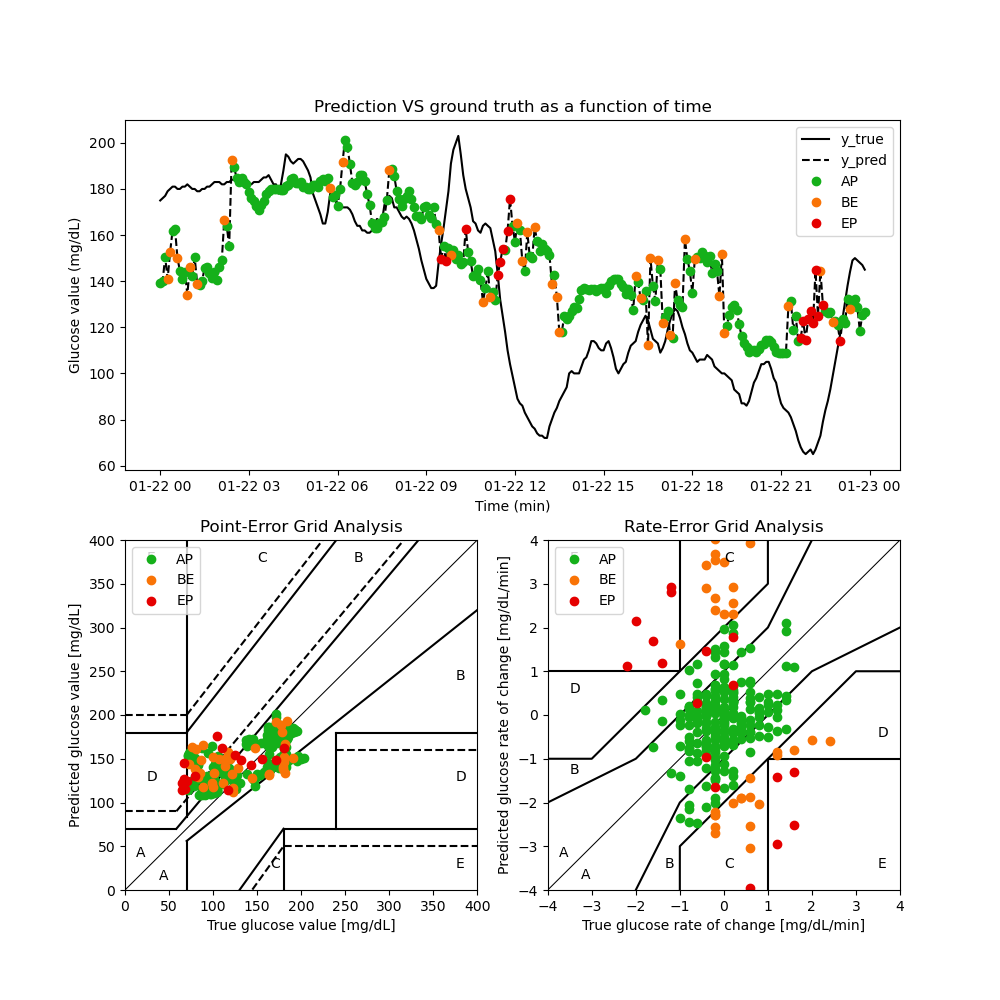 Prediction VS ground truth as a function of time
Glucose value (mg/dL)
200
180
160
140
120
100
80
60
y_true
y_pred
AP
BE
EP
01-22 00 01-22 03 01-22 06 01-22 09 01-22 12 01-22 15 01-22 18 01-22 21 01-23 00
Time (min)
Point-Error Grid Analysis
Predicted glucose value [mg/dL]
400
350
300
250
200
150
100
50
0
AP
BE
EP
C
B
B
D
D
A
A
C
E
0 50 100 150 200 250 300 350 400
True glucose value [mg/dL]
Rate-Error Grid Analysis
Predicted glucose rate of change [mg/dL/min]
4
3
2
1
0
−1
−2
−3
−4
AP
BE
EP
C
D
D
B
A
A
B
C
E
−4 −3 −2 −1 0 1 2 3 4
True glucose rate of change [mg/dL/min]